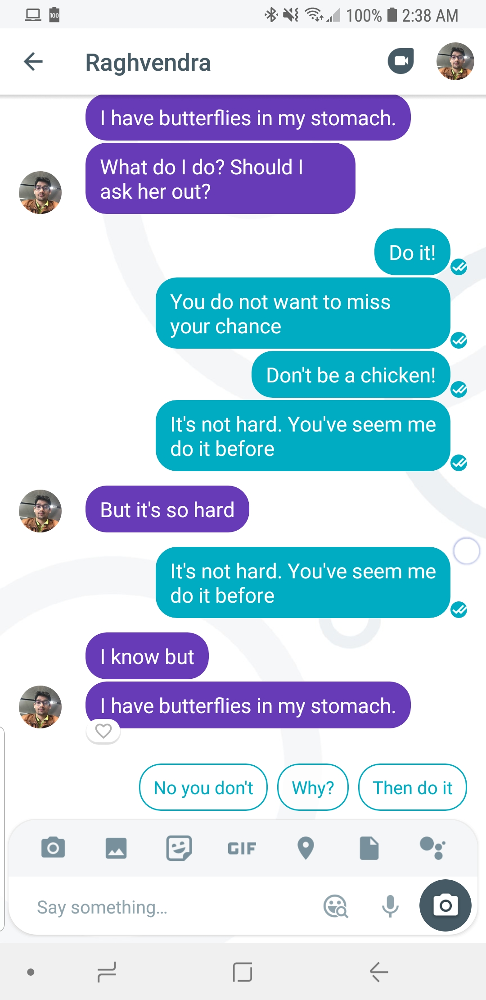 100
100% 2:38 AM
Raghvendra
I have butterflies in my stomach.
What do I do? Should I
ask her out?
Do it!
You do not want to miss
your chance
Don't be a chicken!
It's not hard. You've seem me
do it before
But it's so hard
It's not hard. You've seem me
do it before
I know but
I have butterflies in my stomach.
No you don't Why? Then do it
GIF
Say something...